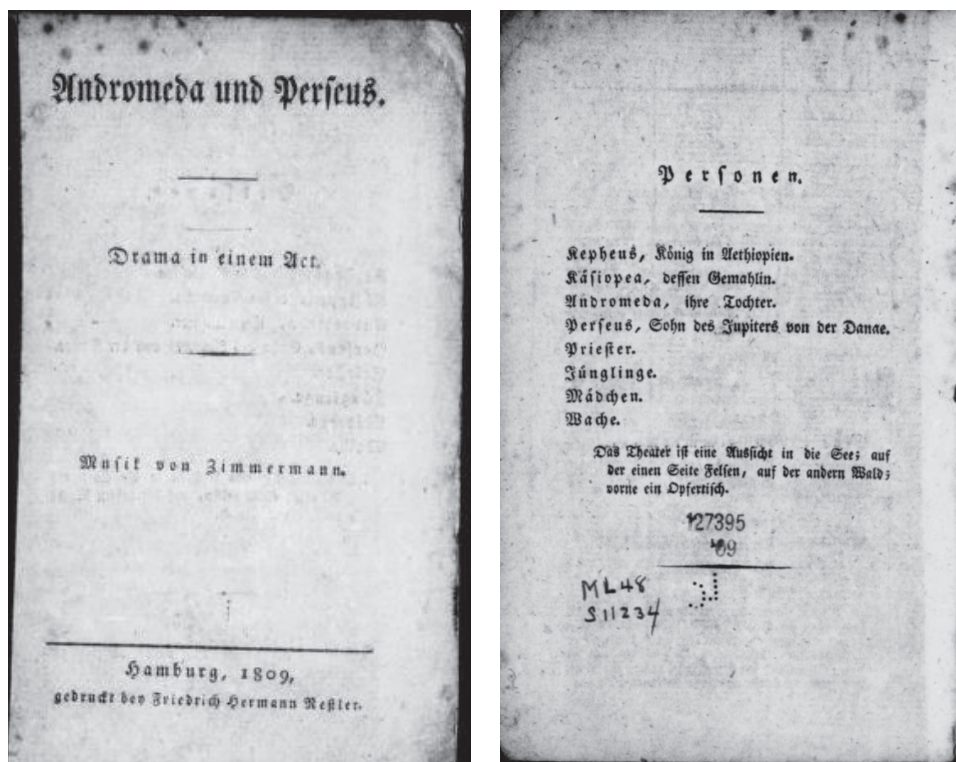 Andromeda und Perseus.
Drama in einem Act.
Musik von Zimmermann.
Hamburg, 1809,
gedruckt bey Friedrich Hermann Nestler.
Personen.
Kepheus, König in Aethiopien.
Kásiopea, dessen Gemahlin.
Andromeda, ihre Tochter.
Perseus, Sohn des Jupiters von der Danae.
Priester.
Jünglinge.
Mädchen.
Wache.
Das Theater ist eine Aussicht in die See; auf
der einen Seite Felsen, auf der andern Wald;
vorne ein Opfertisch.
127395
'09
ML48
S11234